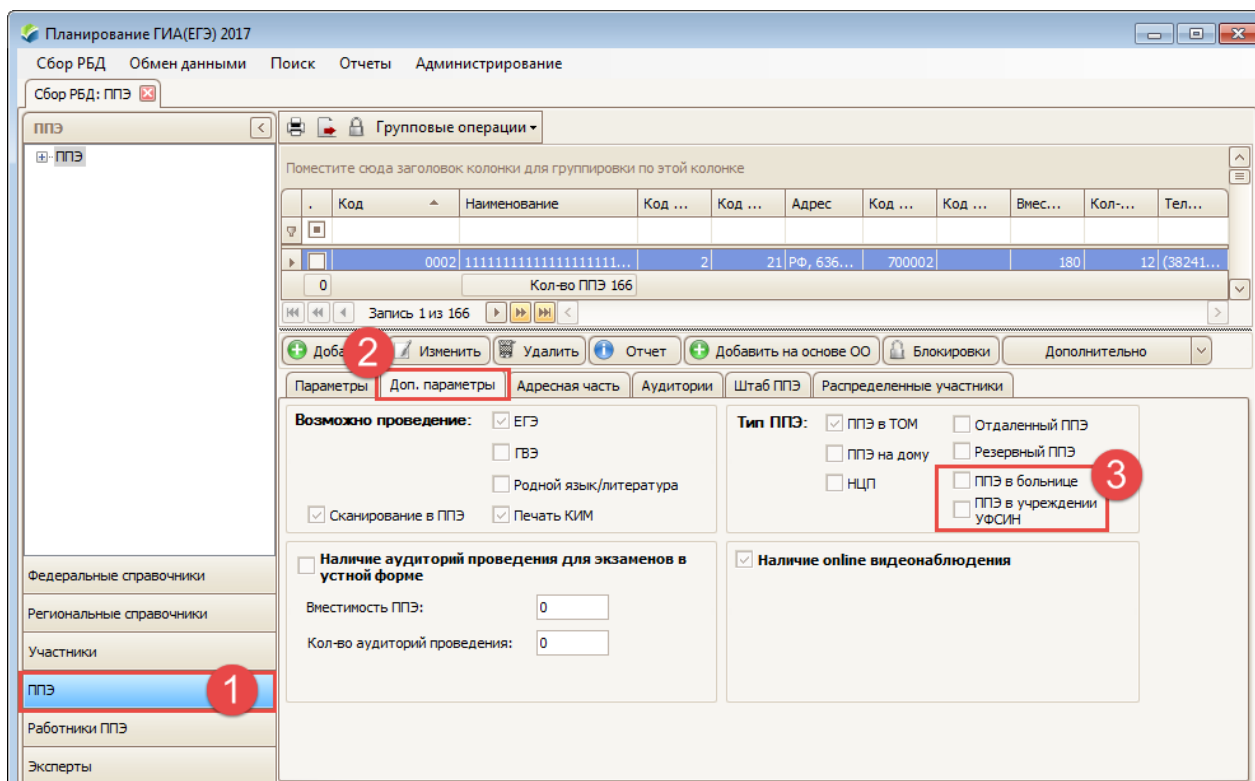 Планирование ГИА(ЕГЭ) 2017
Сбор РБД Обмен данными Поиск Отчеты Администрирование
Сбор РБД: ППЭ
ППЭ
ППЭ
Групповые операции
Поместите сюда заголовок колонки для группировки по этой колонке
. Код Наименование Код ... Код ... Адрес Код ... Код ... Вмес... Кол-... Тел...
0002 11111111111111111111... 2 21 РФ, 636... 700002 180 12 (38241...
0 Кол-во ППЭ 166
Запись 1 из 166
2
Изменить Удалить Отчет Добавить на основе ОО Блокировки Дополнительно
Параметры Доп. параметры Адресная часть Аудитории Штаб ППЭ Распределенные участники
Возможно проведение: ЕГЭ
ГВЭ
Родной язык/литература
Сканирование в ППЭ Печать КИМ
Тип ППЭ: ППЭ в ТОМ Отдаленный ППЭ
ППЭ на дому Резервный ППЭ
НЦП ППЭ в больнице
ППЭ в учреждении
УФСИН
3
Наличие аудиторий проведения для экзаменов в
устной форме
Вместимость ППЭ: 0
Кол-во аудиторий проведения: 0
Наличие online видеонаблюдения
Федеральные справочники
Региональные справочники
Участники
ППЭ
1
Работники ППЭ
Эксперты